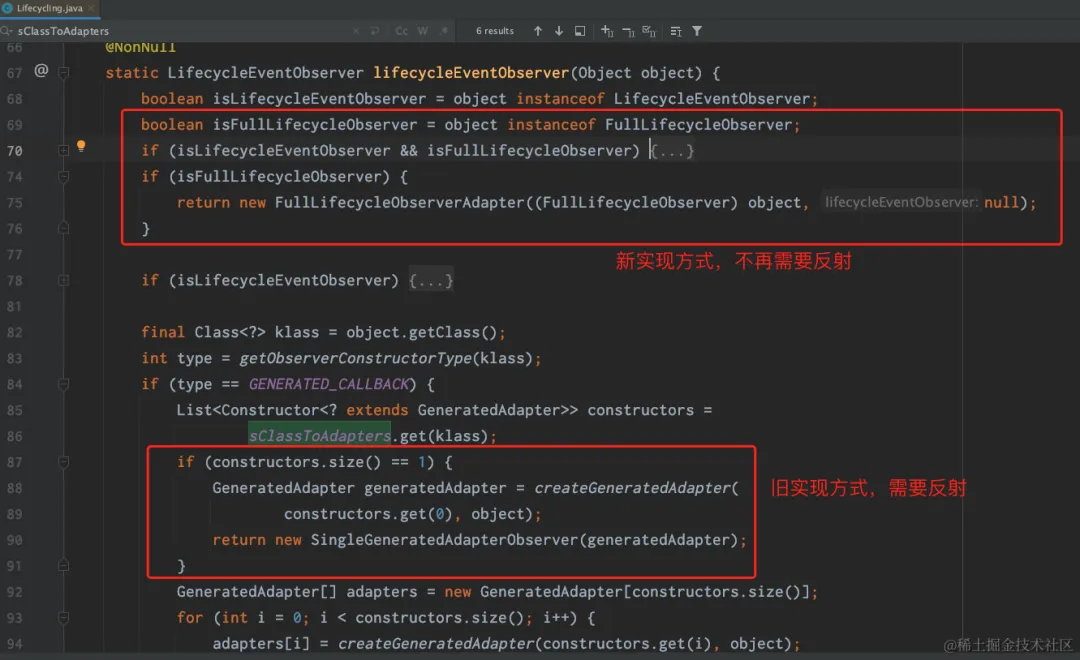 Lifecycling.java
sClassToAdapters
Cc W
6 results
66 @NonNull
67 @ static LifecycleEventObserver lifecycleEventObserver(Object object) {
68 boolean isLifecycleEventObserver = object instanceof LifecycleEventObserver;
69 boolean isFullLifecycleObserver = object instanceof FullLifecycleObserver;
70 if (isLifecycleEventObserver && isFullLifecycleObserver) {...}
74 if (isFullLifecycleObserver) {
75 return new FullLifecycleObserverAdapter((FullLifecycleObserver) object, lifecycleEventObserver: null);
76 }
77 新实现方式，不再需要反射
78 if (isLifecycleEventObserver) {...}
81
82 final Class<?> klass = object.getClass();
83 int type = getObserverConstructorType(klass);
84 if (type == GENERATED_CALLBACK) {
85 List<Constructor<? extends GeneratedAdapter>> constructors =
86 sClassToAdapters.get(klass);
87 if (constructors.size() == 1) {
88 GeneratedAdapter generatedAdapter = createGeneratedAdapter( 旧实现方式，需要反射
89 constructors.get(0), object);
90 return new SingleGeneratedAdapterObserver(generatedAdapter);
91 }
92 GeneratedAdapter[] adapters = new GeneratedAdapter[constructors.size()];
93 for (int i = 0; i < constructors.size(); i++) {
94 adapters[i] = createGeneratedAdapter(constructors.get(i), object);
@稀土掘金技术社区